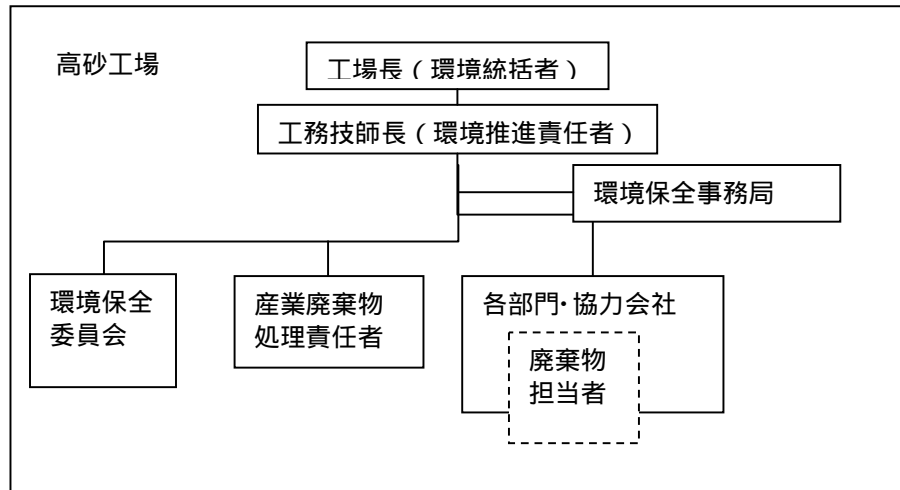 高砂工場
工場長(環境統括者)
工務技師長(環境推進責任者)
環境保全事務局
環境保全
委員会
産業廃棄物
処理責任者
各部門・協力会社
廃棄物
担当者